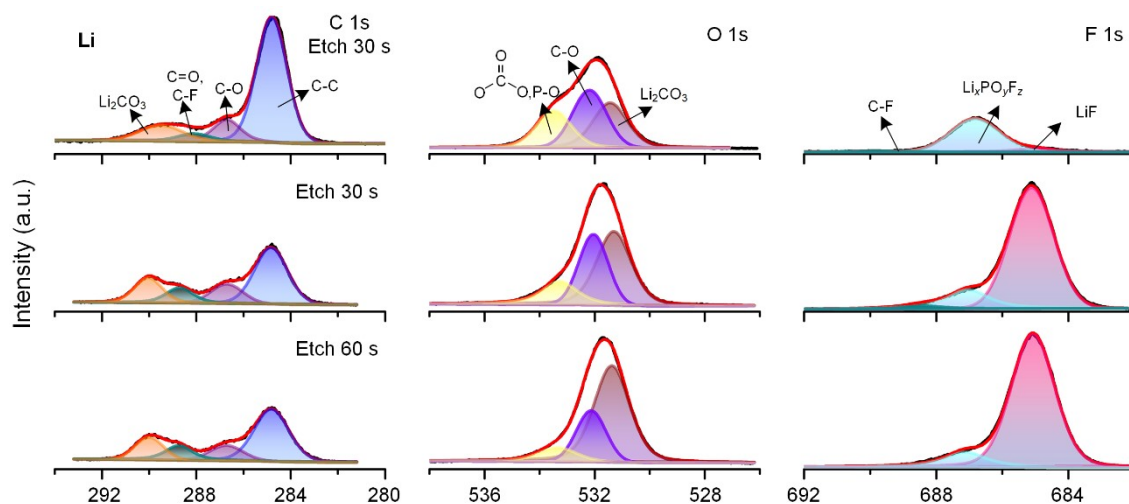 Li
C 1s
Etch 30 s
Li₂CO₃
C=O,
C-F
C-O
C-C
O 1s
C-O
O
C
O
O,P-O
Li₂CO₃
F 1s
C-F
LiₓPOᵧF_z
LiF
Intensity (a.u.)
Etch 30 s
Etch 60 s
292 288 284 280
536 532 528
692 688 684